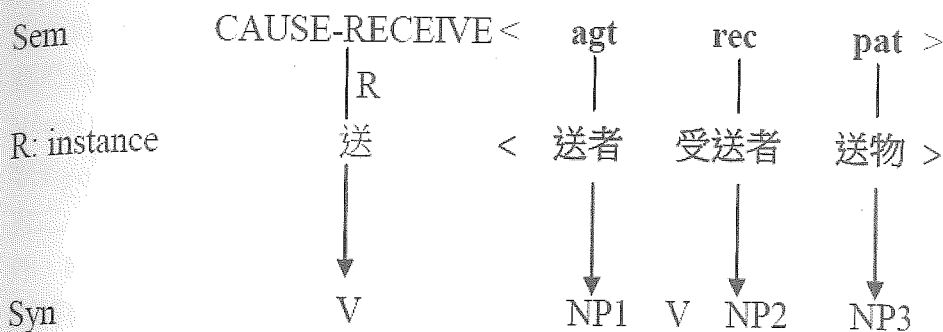 Sem CAUSE-RECEIVE < agt rec pat >
R
R: instance 送 < 送者 受送者 送物 >
Syn V NP1 V NP2 NP3